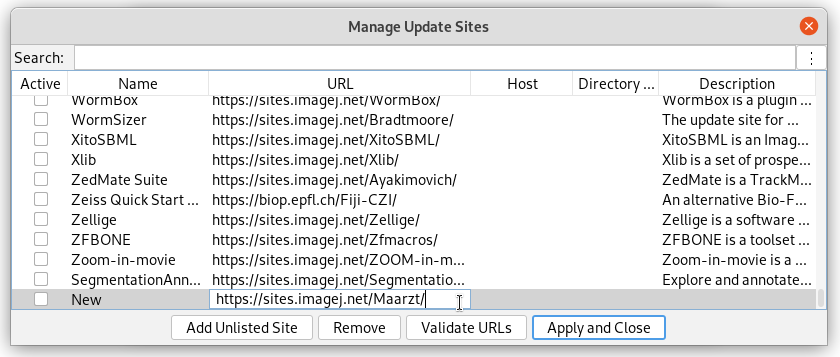 Manage Update Sites
Search:
Active Name URL Host Directory ... Description
WormBox https://sites.imagej.net/WormBox/ WormBox is a plugin ...
WormSizer https://sites.imagej.net/Bradtmoore/ The update site for ...
XitoSBML https://sites.imagej.net/XitoSBML/ XitoSBML is an Imag...
Xlib https://sites.imagej.net/Xlib/ Xlib is a set of prospe...
ZedMate Suite https://sites.imagej.net/Ayakimovich/ ZedMate is a TrackM...
Zeiss Quick Start ... https://biop.epfl.ch/Fiji-CZI/ An alternative Bio-F...
Zellige https://sites.imagej.net/Zellige/ Zellige is a software ...
ZFBONE https://sites.imagej.net/Zfmacros/ ZFBONE is a toolset ...
Zoom-in-movie https://sites.imagej.net/ZOOM-in-m... Zoom-in-movie is a ...
SegmentationAnn... https://sites.imagej.net/Segmentatio... Explore and annotate...
New https://sites.imagej.net/Maarzt/
Add Unlisted Site Remove Validate URLs Apply and Close